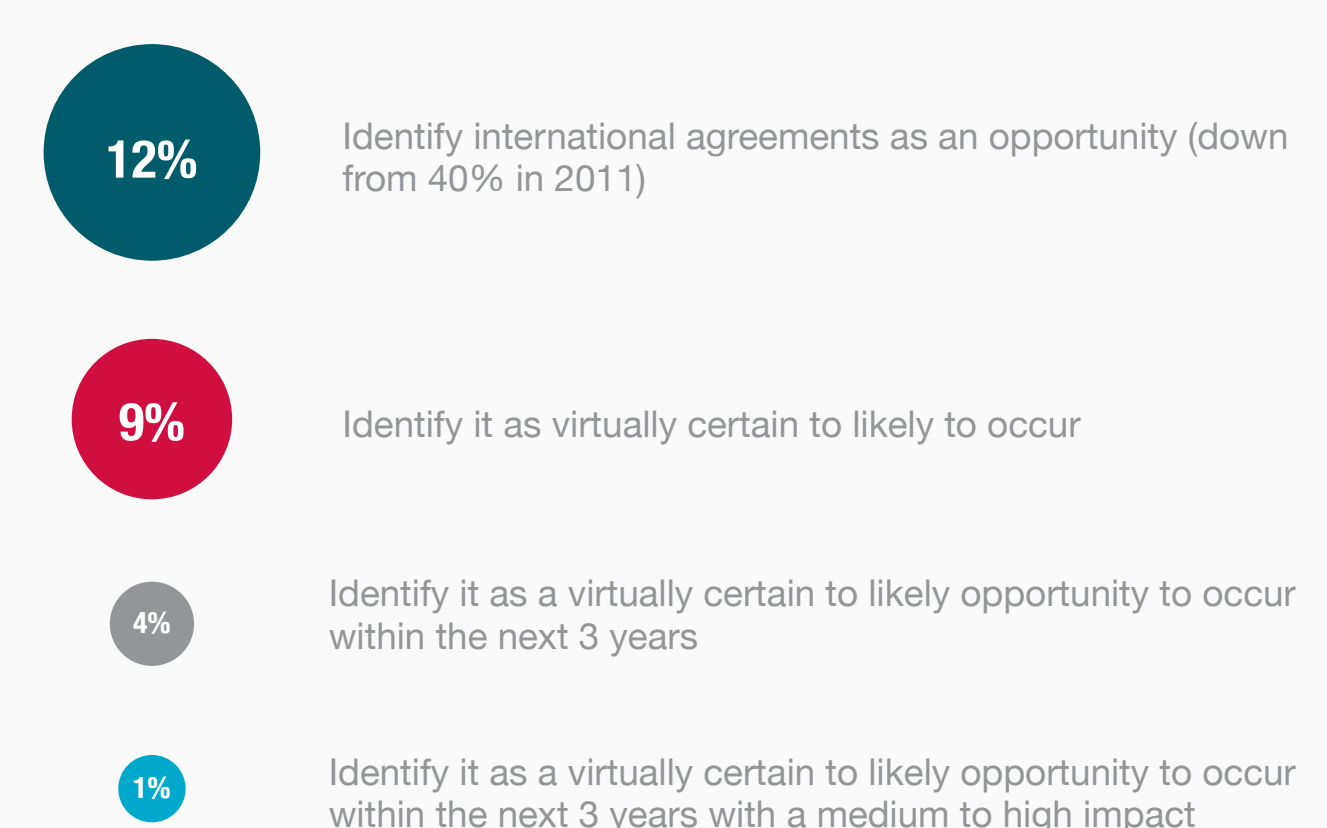 12%
Identify international agreements as an opportunity (down
from 40% in 2011)
9%
Identify it as virtually certain to likely to occur
4%
Identify it as a virtually certain to likely opportunity to occur
within the next 3 years
1%
Identify it as a virtually certain to likely opportunity to occur
within the next 3 years with a medium to high impact